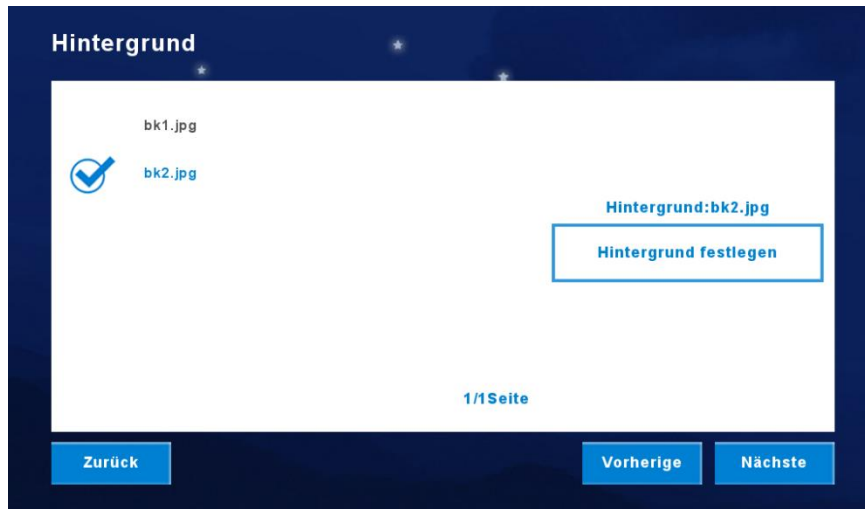 Hintergrund
bk1.jpg
bk2.jpg
Hintergrund:bk2.jpg
Hintergrund festlegen
1/1Seite
Zurück
Vorherige
Nächste